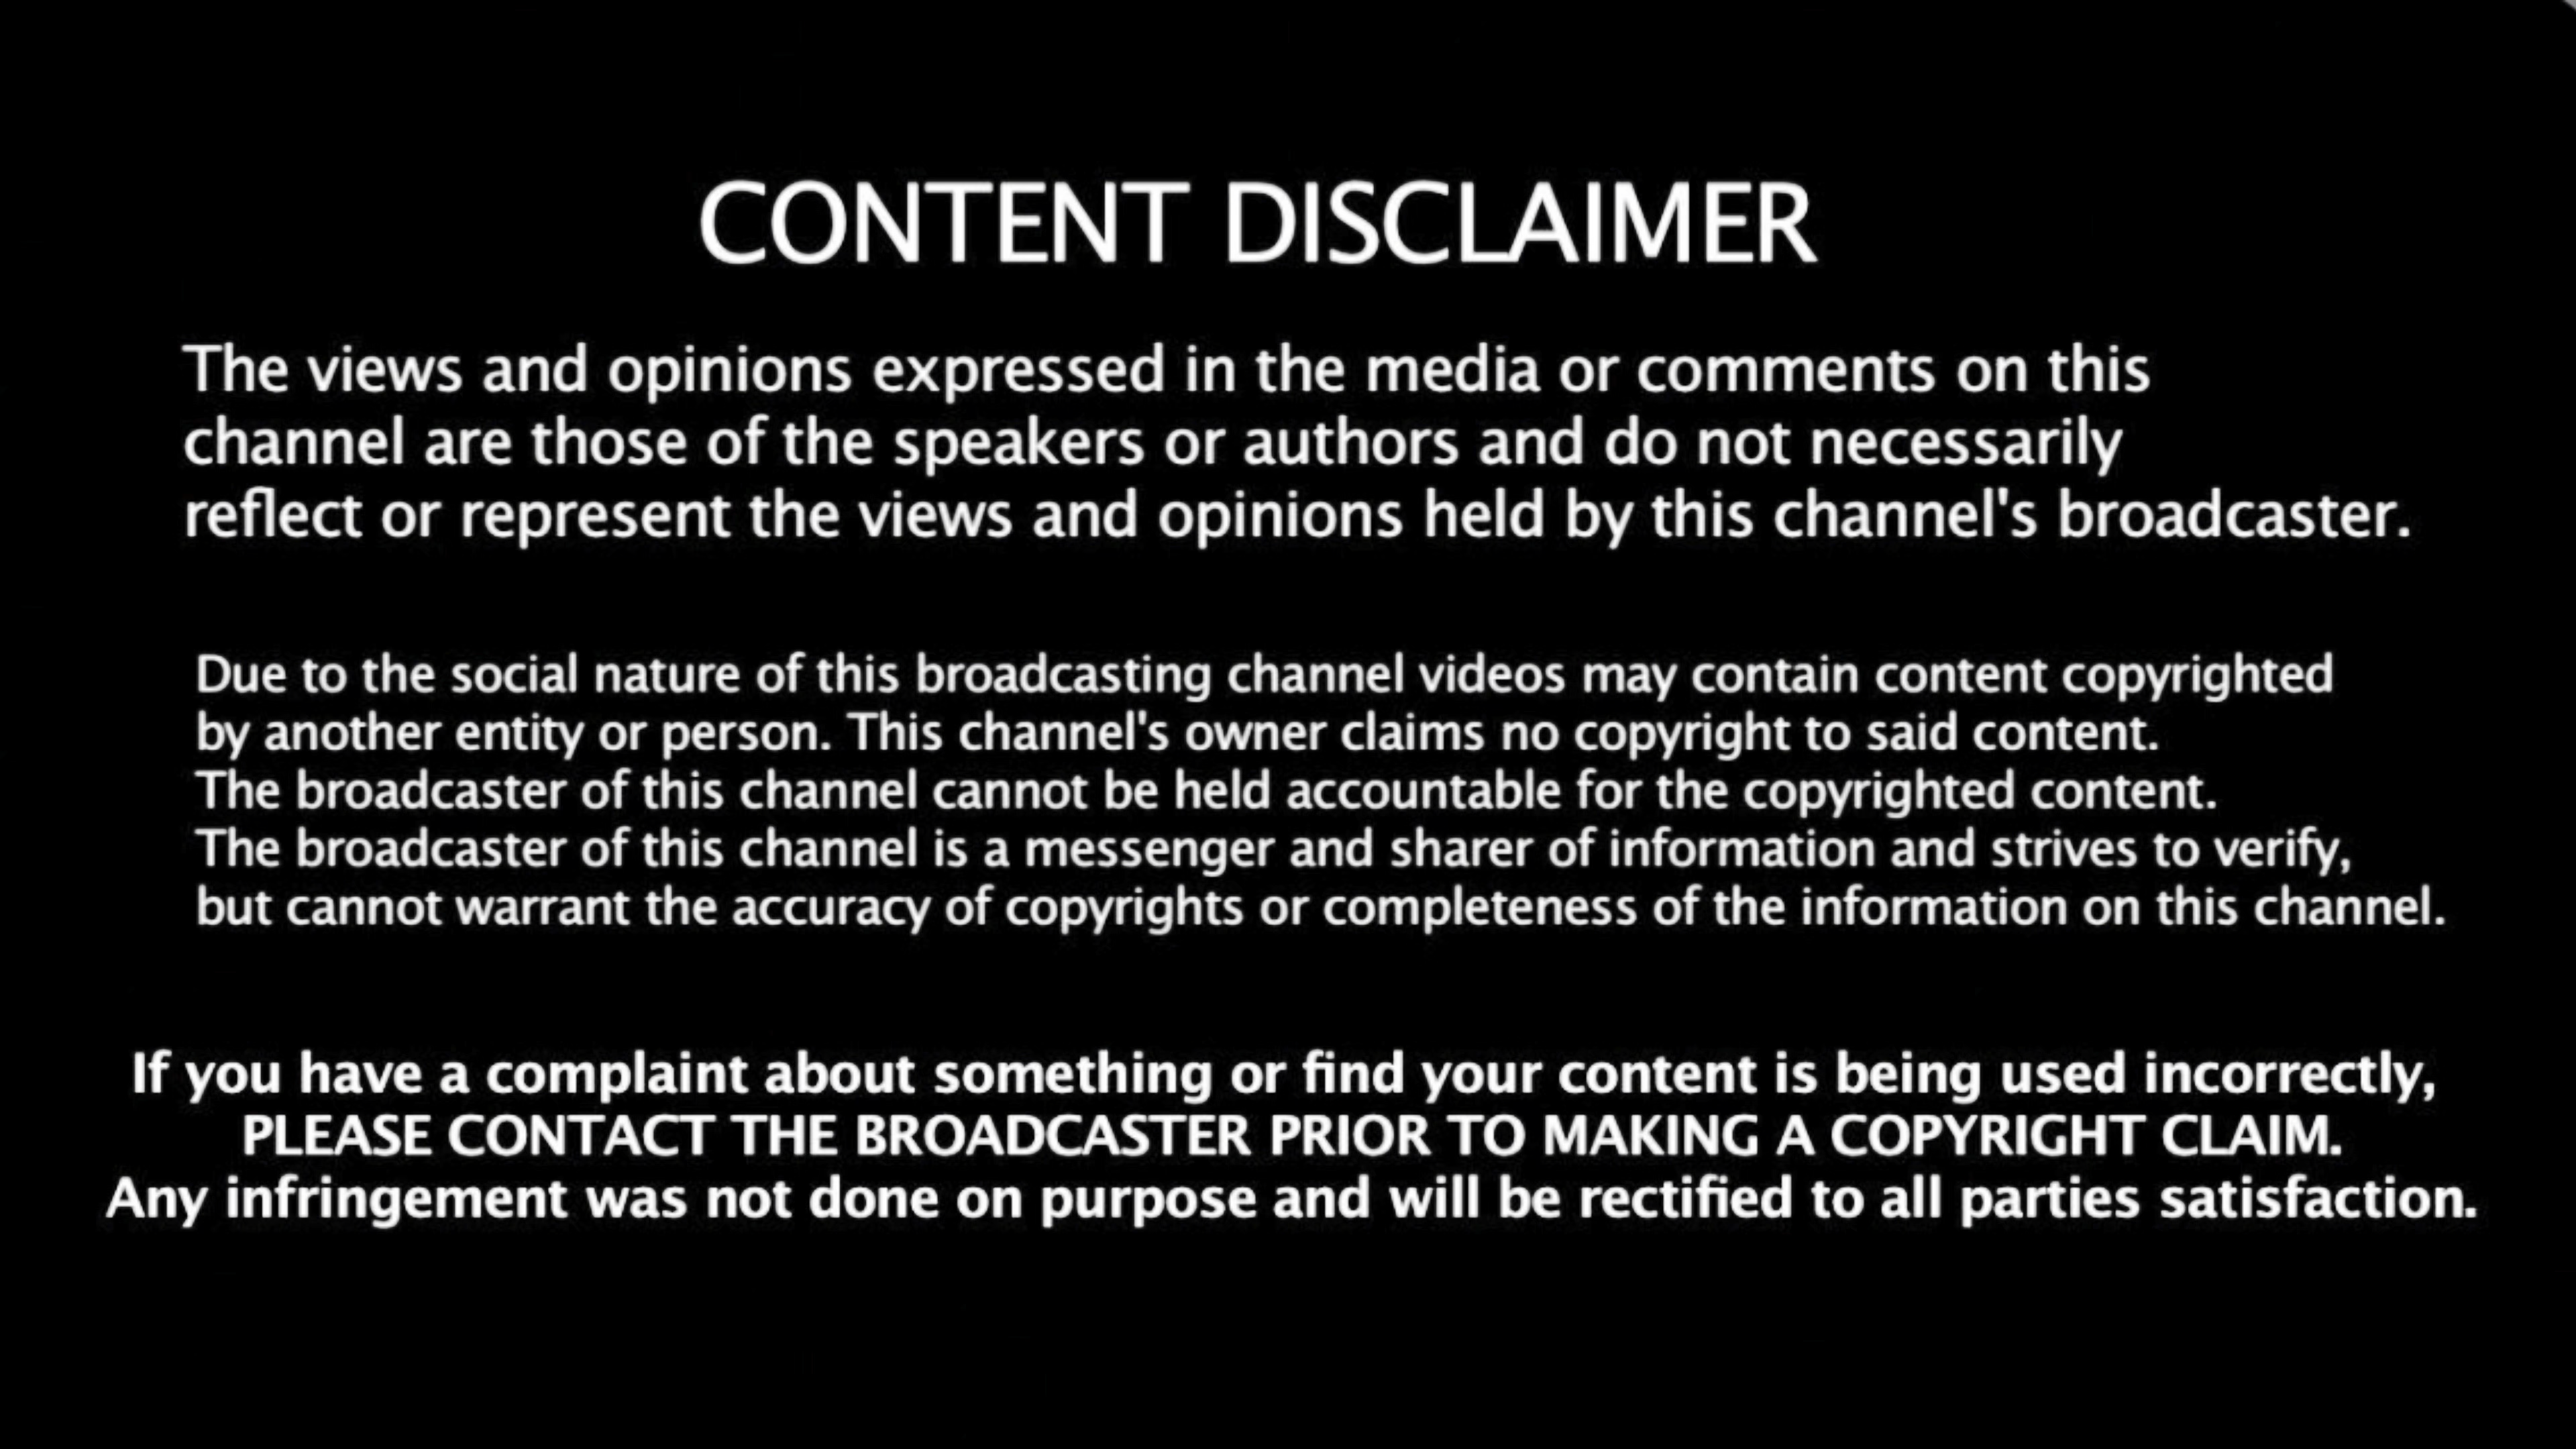 CONTENT DISCLAIMER
The views and opinions expressed in the media or comments on this
channel are those of the speakers or authors and do not necessarily
reflect or represent the views and opinions held by this channel's broadcaster.
Due to the social nature of this broadcasting channel videos may contain content copyrighted
by another entity or person. This channel's owner claims no copyright to said content.
The broadcaster of this channel cannot be held accountable for the copyrighted content.
The broadcaster of this channel is a messenger and sharer of information and strives to verify,
but cannot warrant the accuracy of copyrights or completeness of the information on this channel.
If you have a complaint about something or find your content is being used incorrectly,
PLEASE CONTACT THE BROADCASTER PRIOR TO MAKING A COPYRIGHT CLAIM.
Any infringement was not done on purpose and will be rectified to all parties satisfaction.